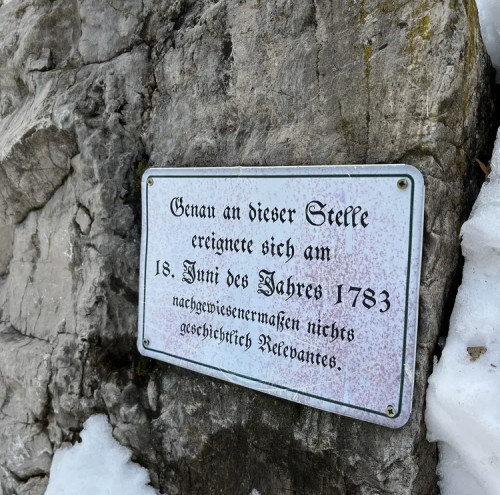 Genau an dieser Stelle
ereignete sich am
18. Juni des Jahres 1783
nachgewiesenermaßen nichts
geschichtlich Relevantes.